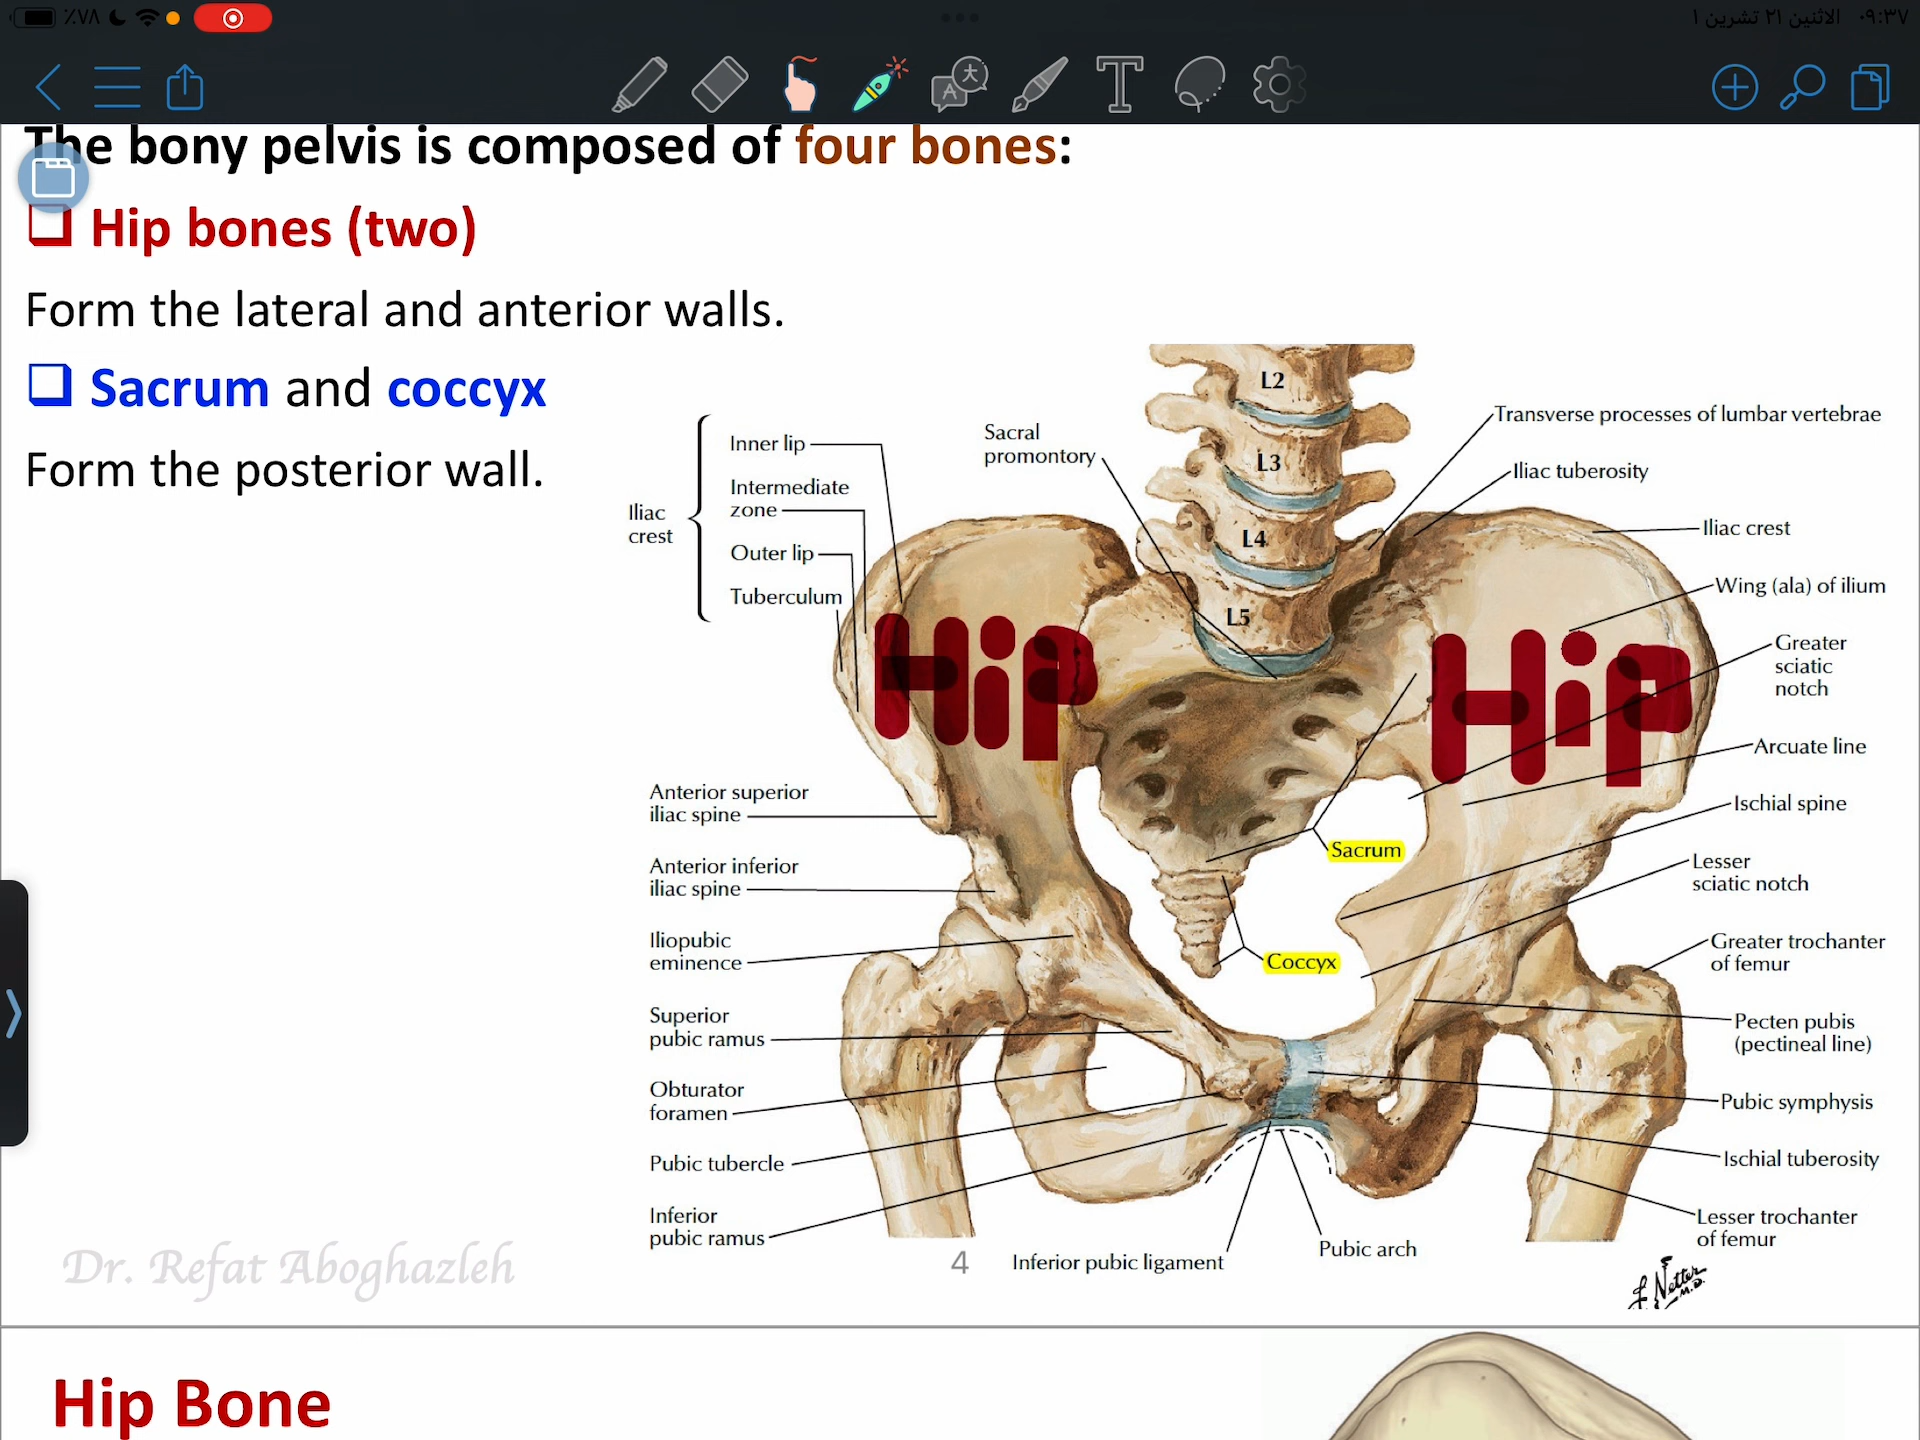 ٪٧٨
٠٩:٣٧ الاثنين ٢١ تشرين ١
The bony pelvis is composed of four bones:
Hip bones (two)
Form the lateral and anterior walls.
Sacrum and coccyx
Form the posterior wall.
Iliac
crest
Inner lip
Intermediate
zone
Outer lip
Tuberculum
Sacral
promontory
L2
L3
L4
L5
Hip
Hip
Transverse processes of lumbar vertebrae
Iliac tuberosity
Iliac crest
Wing (ala) of ilium
Greater
sciatic
notch
Arcuate line
Ischial spine
Lesser
sciatic notch
Greater trochanter
of femur
Pecten pubis
(pectineal line)
Pubic symphysis
Ischial tuberosity
Lesser trochanter
of femur
Anterior superior
iliac spine
Anterior inferior
iliac spine
Iliopubic
eminence
Superior
pubic ramus
Obturator
foramen
Pubic tubercle
Inferior
pubic ramus
Sacrum
Coccyx
Inferior pubic ligament
Pubic arch
f. Netter
M.D.
Dr. Refat Aboghazleh
4
Hip Bone